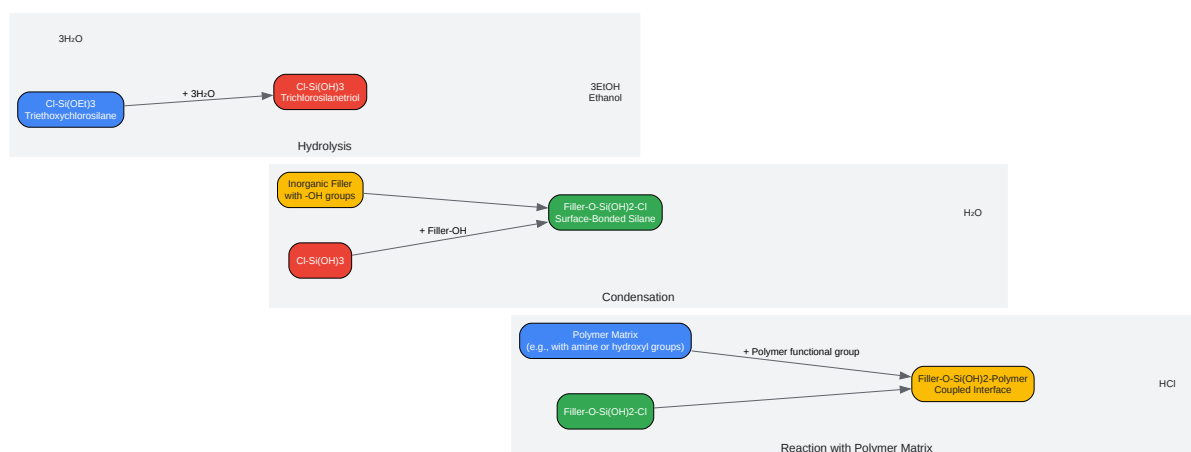 3H₂O
Cl-Si(OEt)3
Triethoxychlorosilane
+ 3H₂O
Cl-Si(OH)3
Trichlorosilanetriol
3EtOH
Ethanol
Hydrolysis
Inorganic Filler
with -OH groups
Cl-Si(OH)3
+ Filler-OH
Filler-O-Si(OH)2-Cl
Surface-Bonded Silane
H₂O
Condensation
Polymer Matrix
(e.g., with amine or hydroxyl groups)
Filler-O-Si(OH)2-Cl
+ Polymer functional group
Filler-O-Si(OH)2-Polymer
Coupled Interface
HCl
Reaction with Polymer Matrix